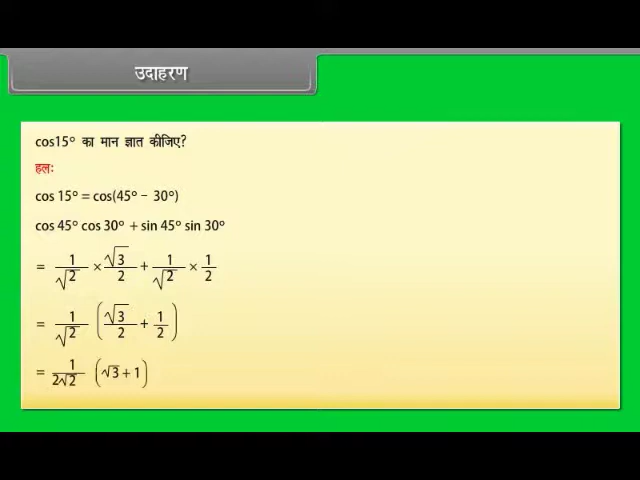 उदाहरण
cos15° का मान ज्ञात कीजिए?
हलः
cos 15° = cos(45° − 30°)
cos 45° cos 30° + sin 45° sin 30°
= 1/√2 × √3/2 + 1/√2 × 1/2
= 1/√2 (√3/2 + 1/2)
= 1/2√2 (√3 + 1)